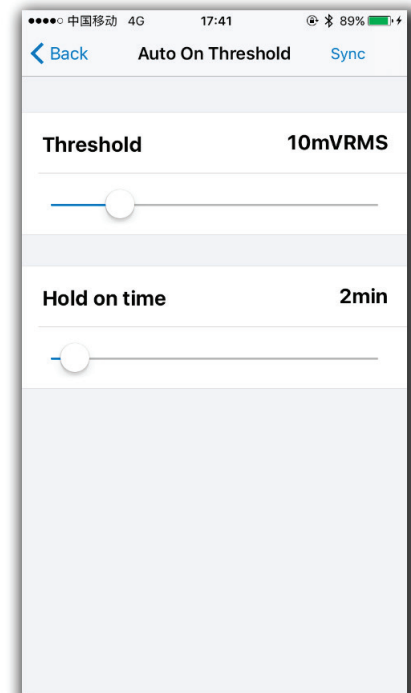 中国移动 4G 17:41 89%
Back Auto On Threshold Sync
Threshold 10mVRMS
Hold on time 2min